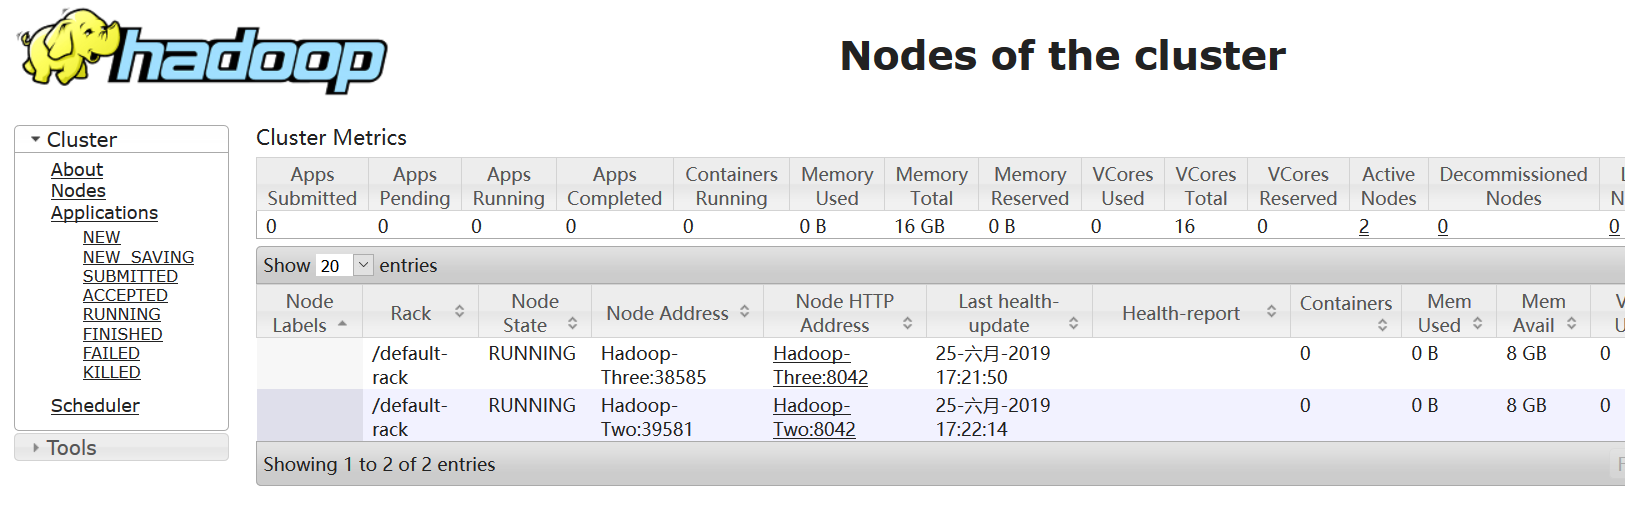 hadoop
Nodes of the cluster
Cluster
About
Nodes
Applications
NEW
NEW_SAVING
SUBMITTED
ACCEPTED
RUNNING
FINISHED
FAILED
KILLED
Scheduler
Tools
Cluster Metrics
Apps Submitted Apps Pending Apps Running Apps Completed Containers Running Memory Used Memory Total Memory Reserved VCores Used VCores Total VCores Reserved Active Nodes Decommissioned Nodes
0 0 0 0 0 0 B 16 GB 0 B 0 16 0 2 0 0
Show 20 entries
Node Labels Rack Node State Node Address Node HTTP Address Last health-update Health-report Containers Mem Used Mem Avail
/default- RUNNING Hadoop- Hadoop- 25-六月-2019 0 0 B 8 GB 0
rack Three:38585 Three:8042 17:21:50
/default- RUNNING Hadoop- Hadoop- 25-六月-2019 0 0 B 8 GB 0
rack Two:39581 Two:8042 17:22:14
Showing 1 to 2 of 2 entries